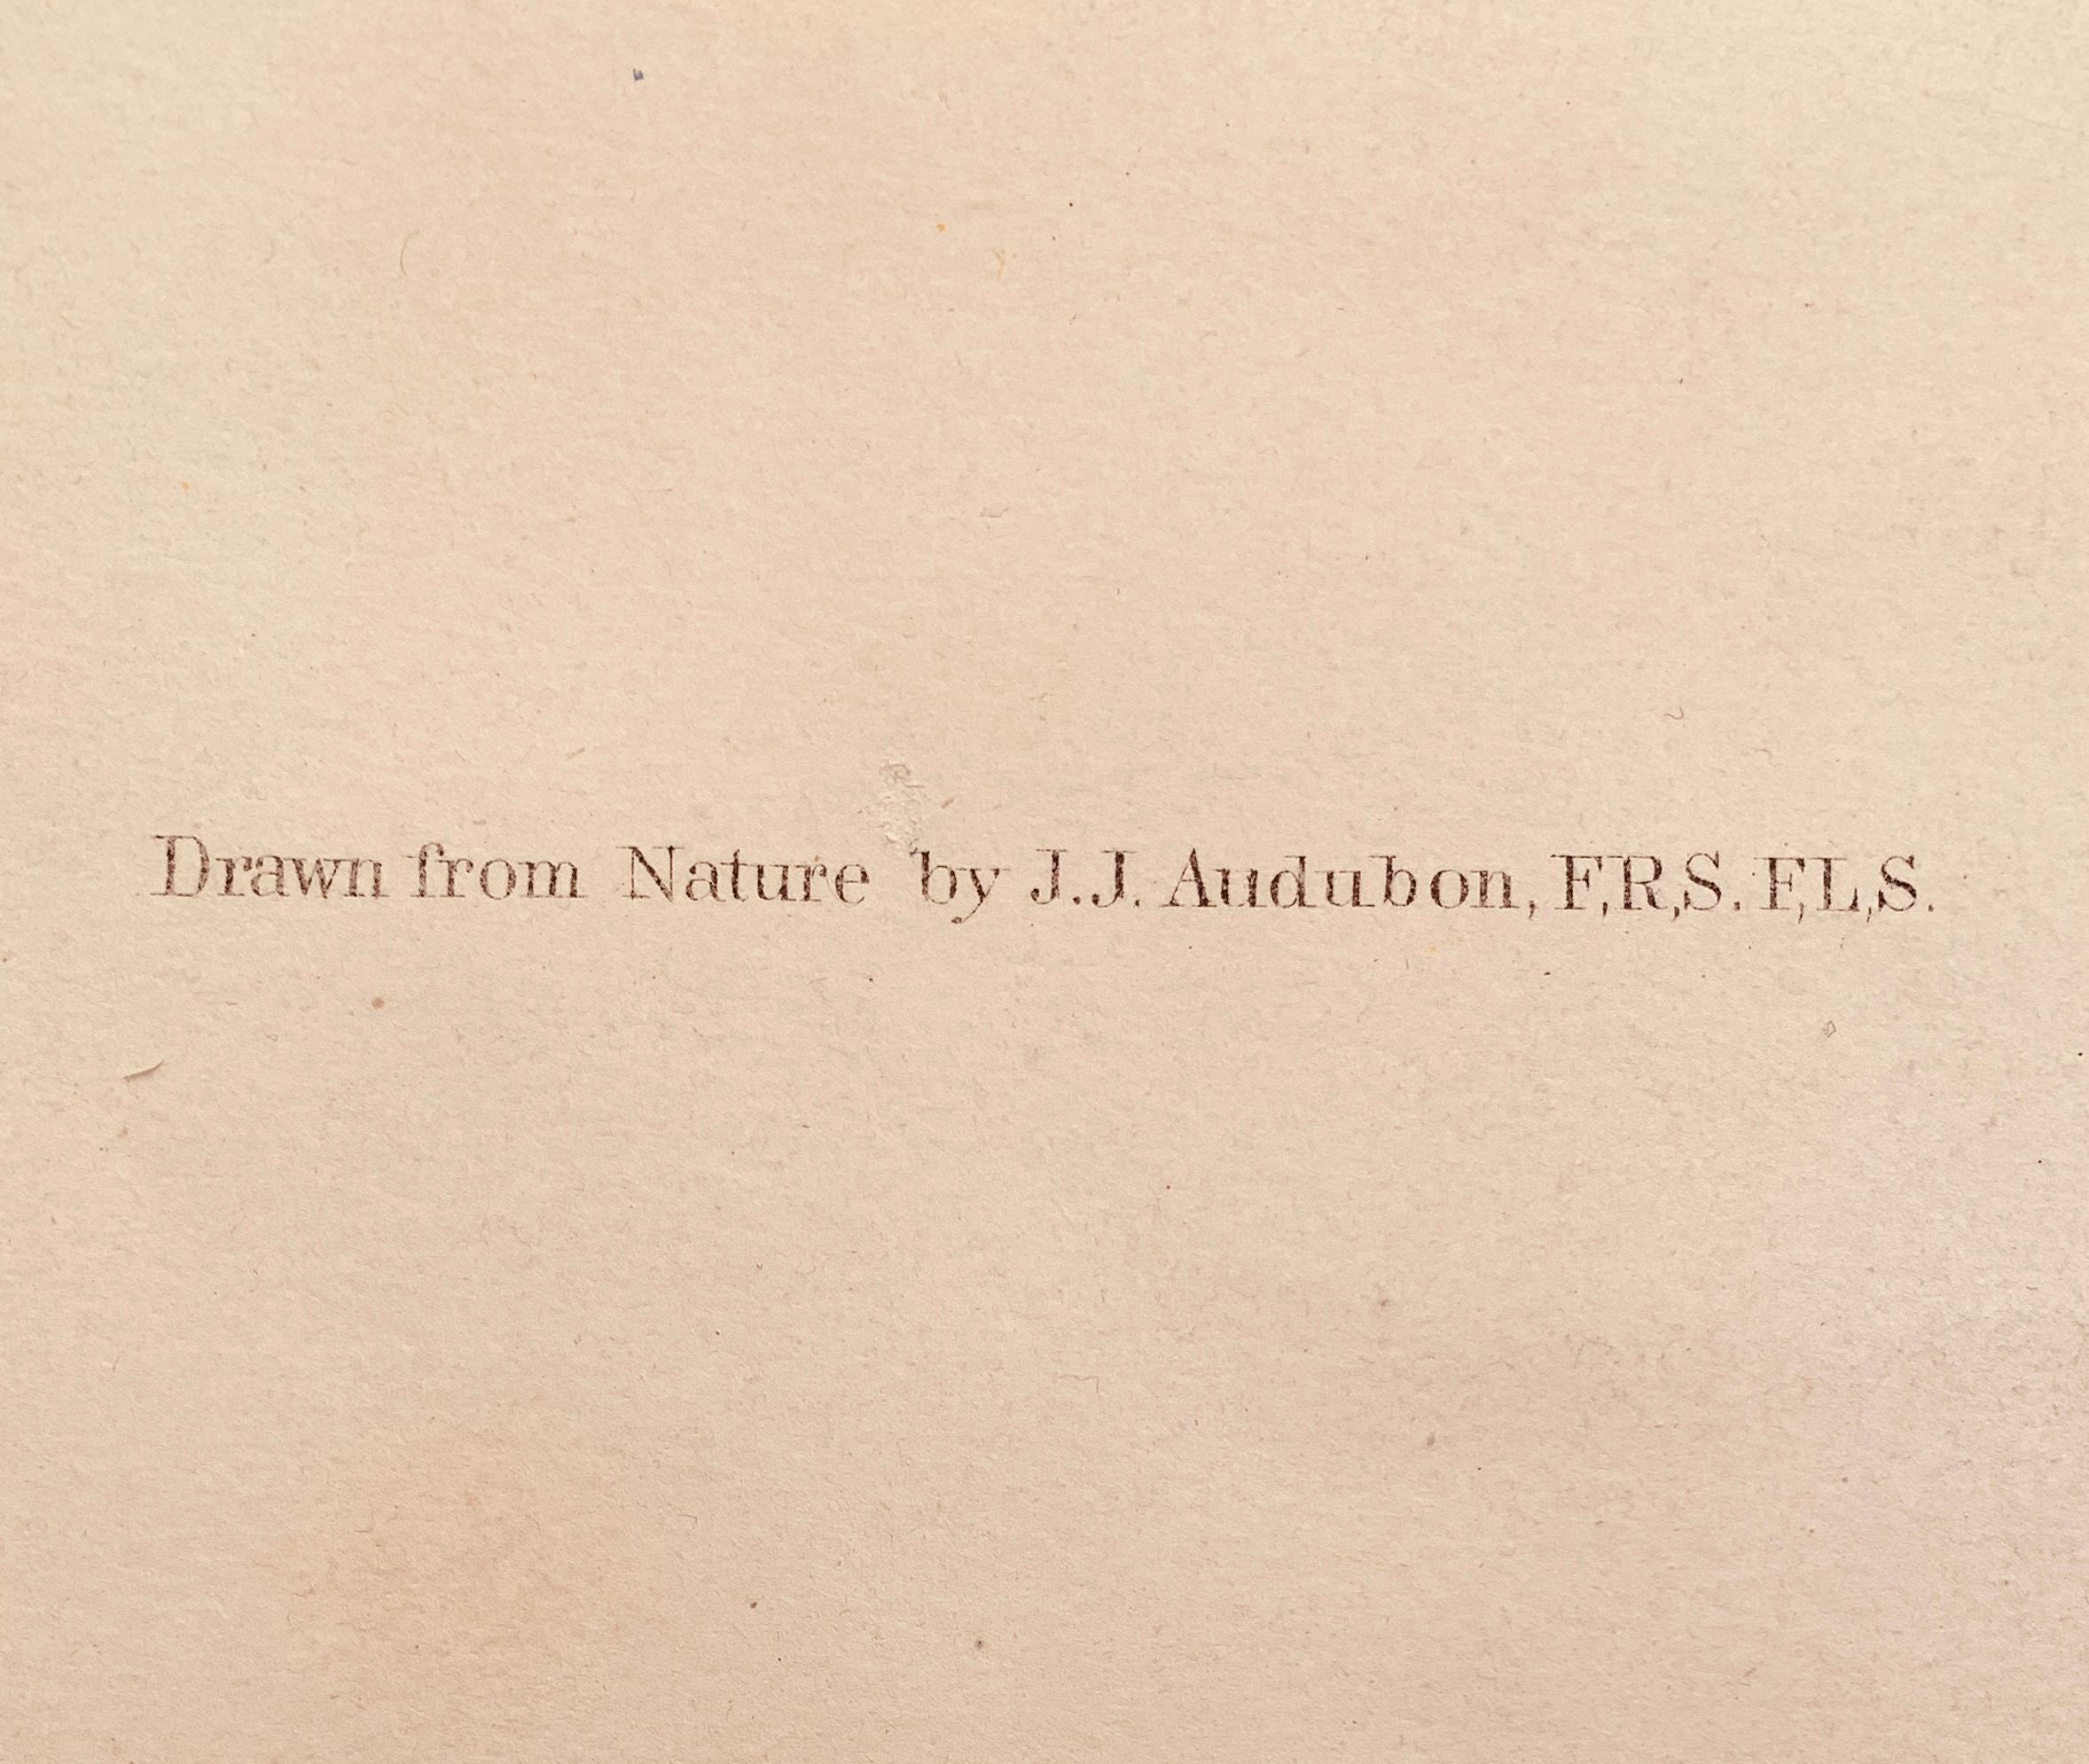 Drawn from Nature by J.J. Audubon, F,R,S. F,L,S.